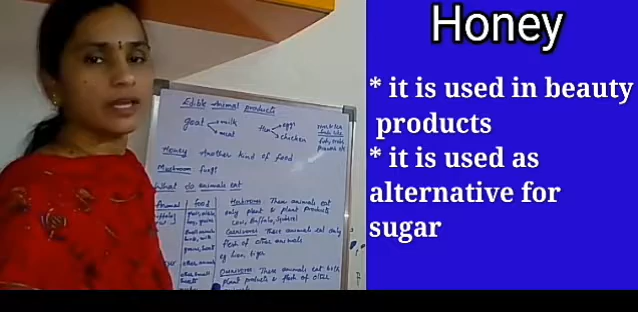 Honey
* it is used in beauty
products
* it is used as
alternative for
sugar
Edible Animal products
goat milk
meat
Hen eggs
chicken
Honey Another kind of food
Mushroom fungi
What do animals eat
Animal food
Herbivores These animals eat
only plant & plant products
Cow, Buffalo, Squirrel
Carnivores These animals eat only
flesh of other animals
eg Lion, tiger
Omnivores These animals eat both
plant products & flesh of other